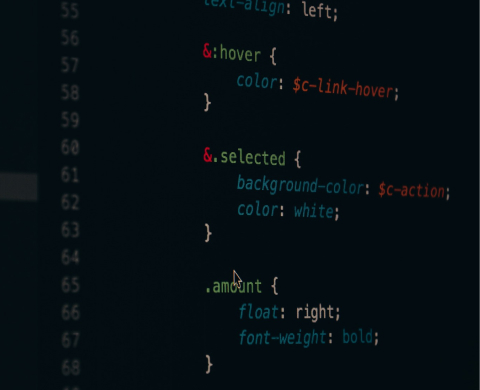 55 text-align: left;
56
57 &:hover {
58 color: $c-link-hover;
59 }
60
61 &.selected {
62 background-color: $c-action;
63 color: white;
64 }
65 .amount {
66 float: right;
67 font-weight: bold;
68 }